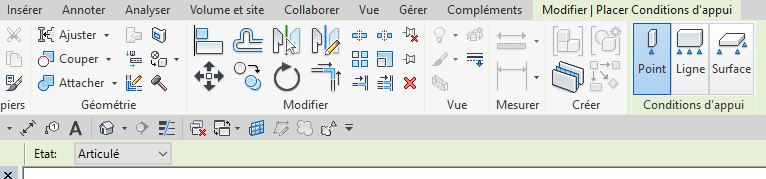 Insérer Annoter Analyser Volume et site Collaborer Vue Gérer Compléments Modifier | Placer Conditions d'appui
Ajuster
Couper
Attacher
Point Ligne Surface
piers Géométrie Modifier Vue Mesurer Créer Conditions d'appui
A
Etat: Articulé
X